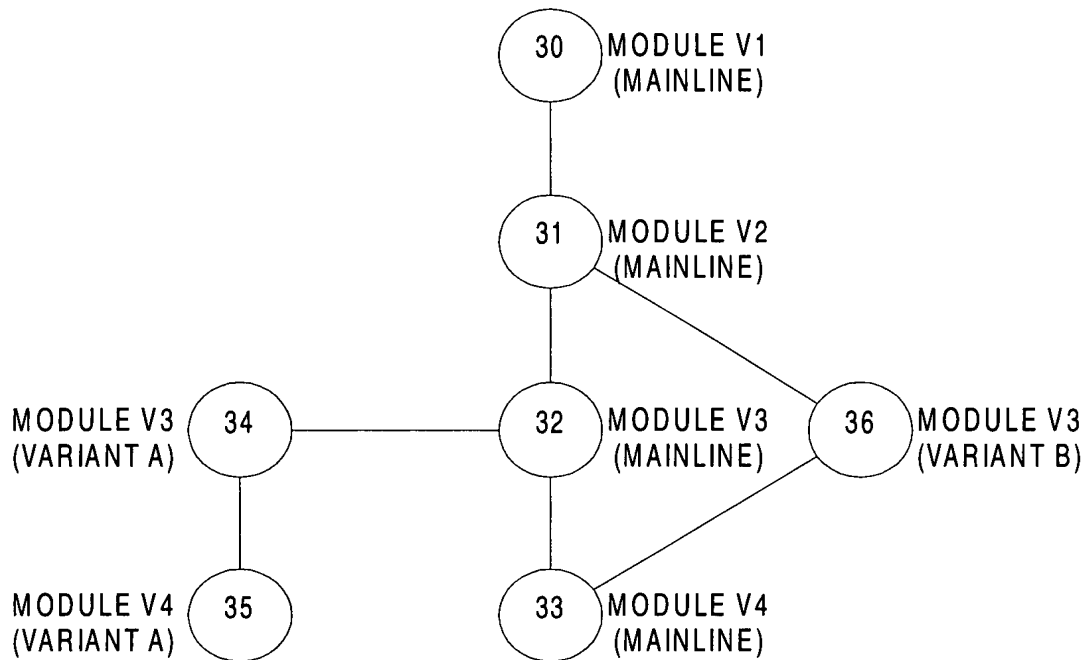 30 MODULE V1
(MAINLINE)
31 MODULE V2
(MAINLINE)
MODULE V3 34
(VARIANT A)
32 MODULE V3
(MAINLINE)
36 MODULE V3
(VARIANT B)
MODULE V4 35
(VARIANT A)
33 MODULE V4
(MAINLINE)